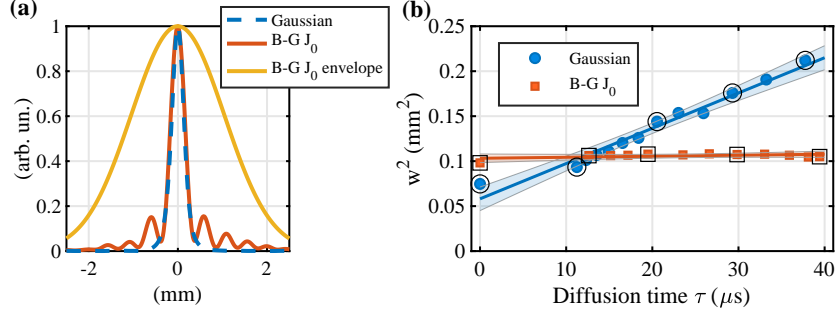 (a)
Gaussian
B-G J₀
B-G J₀ envelope
1
0.8
0.6
0.4
0.2
0
(arb. un.)
-2
0
2
(mm)
(b)
Gaussian
B-G J₀
0.25
0.2
0.15
0.1
0.05
0
w² (mm²)
0
10
20
30
40
Diffusion time τ (μs)